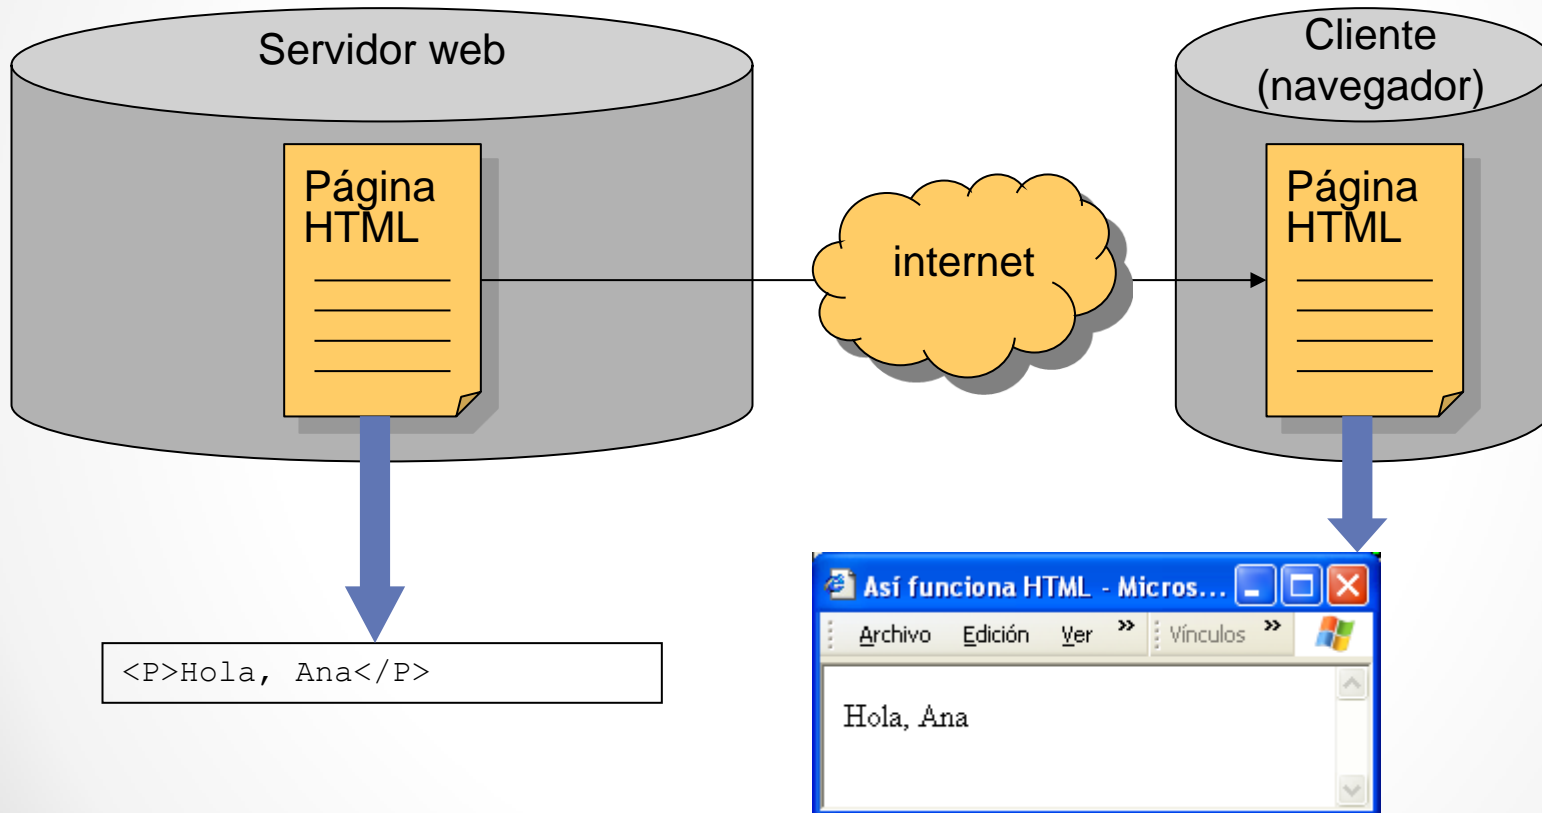 Servidor web
Cliente
(navegador)
Página
HTML
internet
Página
HTML
<P>Hola, Ana</P>
Así funciona HTML - Micros...
Archivo Edición Ver » Vínculos »
Hola, Ana